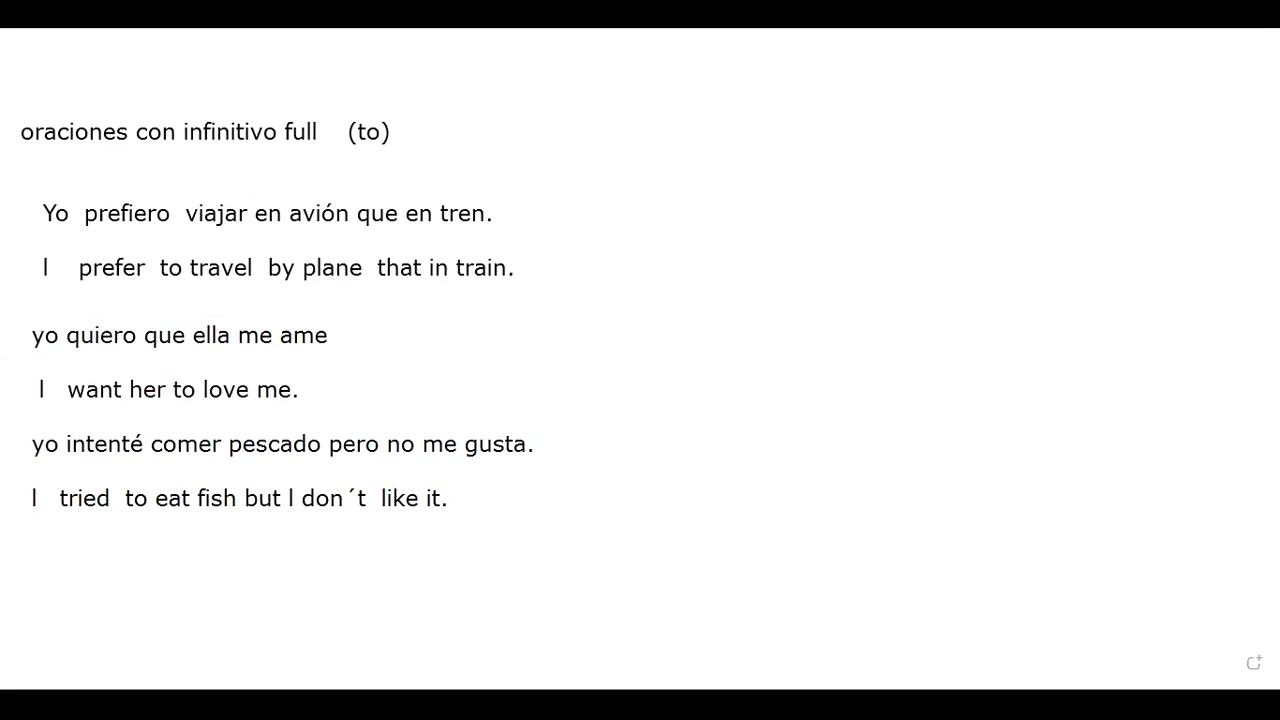 oraciones con infinitivo full (to)
Yo prefiero viajar en avión que en tren.
I prefer to travel by plane that in train.
yo quiero que ella me ame
I want her to love me.
yo intenté comer pescado pero no me gusta.
I tried to eat fish but I don´t like it.